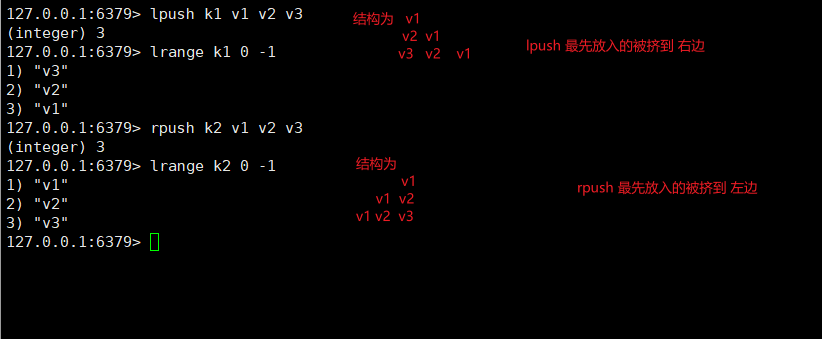 127.0.0.1:6379> lpush k1 v1 v2 v3
(integer) 3
127.0.0.1:6379> lrange k1 0 -1
1) "v3"
2) "v2"
3) "v1"
127.0.0.1:6379> rpush k2 v1 v2 v3
(integer) 3
127.0.0.1:6379> lrange k2 0 -1
1) "v1"
2) "v2"
3) "v3"
127.0.0.1:6379>
结构为 v1
v2 v1
v3 v2 v1
lpush 最先放入的被挤到 右边
结构为
v1
v1 v2
v1 v2 v3
rpush 最先放入的被挤到 左边